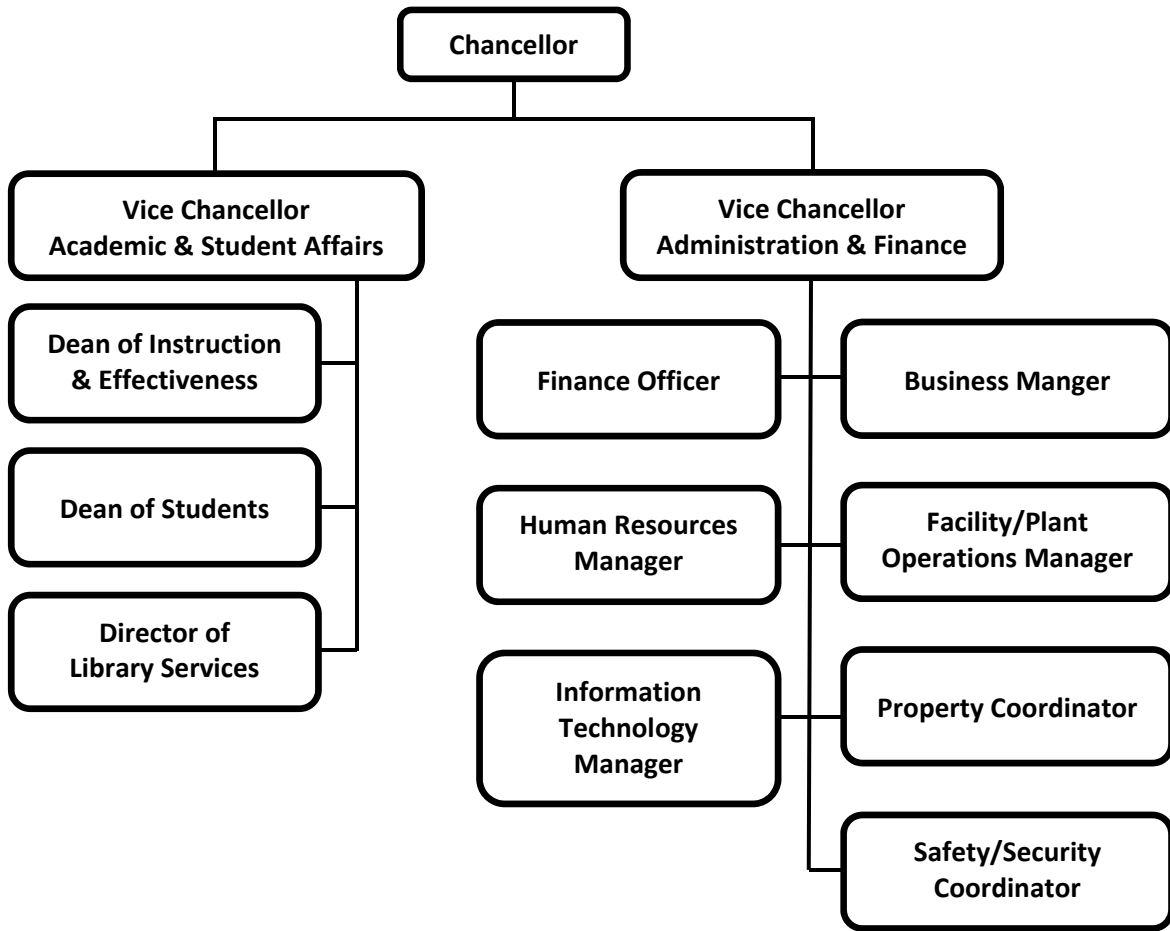 Chancellor
Vice Chancellor
Academic & Student Affairs
Vice Chancellor
Administration & Finance
Dean of Instruction
& Effectiveness
Dean of Students
Director of
Library Services
Finance Officer
Business Manger
Human Resources
Manager
Facility/Plant
Operations Manager
Information
Technology
Manager
Property Coordinator
Safety/Security
Coordinator